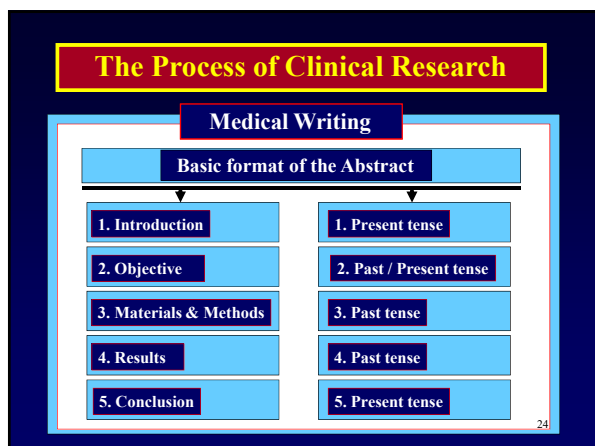 The Process of Clinical Research
Medical Writing
Basic format of the Abstract
1. Introduction
2. Objective
3. Materials & Methods
4. Results
5. Conclusion
1. Present tense
2. Past / Present tense
3. Past tense
4. Past tense
5. Present tense
24